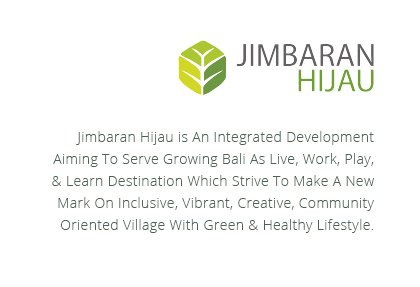 JIMBARAN
HIJAU
Jimbaran Hijau is An Integrated Development
Aiming To Serve Growing Bali As Live, Work, Play,
& Learn Destination Which Strive To Make A New
Mark On Inclusive, Vibrant, Creative, Community
Oriented Village With Green & Healthy Lifestyle.